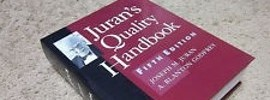 Juran's
Quality
Handbook
FIFTH EDITION
JOSEPH M. JURAN
A. BLANTON GODFREY